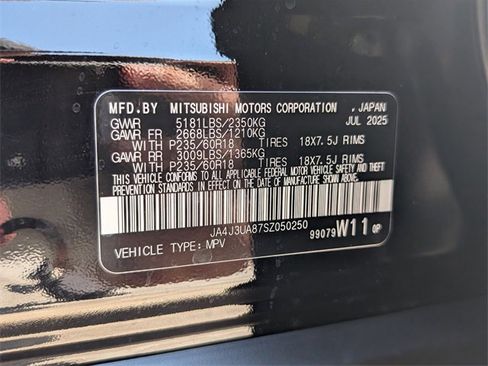 MFD.BY MITSUBISHI MOTORS CORPORATION JAPAN
GVWR 5181LBS/2350KG JUL 2025
GAWR FR 2668LBS/1210KG
WITH P235/60R18 TIRES 18X7.5J RIMS
GAWR RR 3009LBS/1365KG
WITH P235/60R18 TIRES 18X7.5J RIMS
THIS VEHICLE CONFORMS TO ALL APPLICABLE FEDERAL MOTOR VEHICLE SAFETY AND THEFT
PREVENTION STANDARDS IN EFFECT ON THE DATE OF MANUFACTURE SHOWN ABOVE.
JA4J3UA87SZ050250
VEHICLE TYPE: MPV 99079 W11 0P